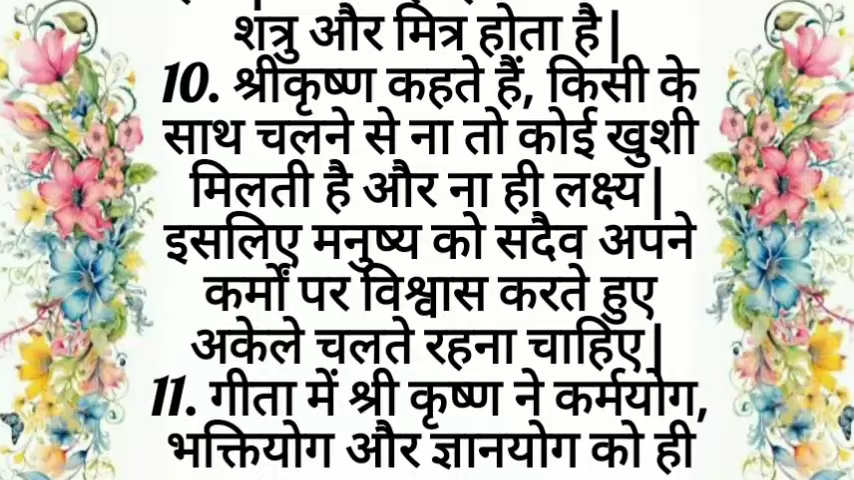 शत्रु और मित्र होता है|
10. श्रीकृष्ण कहते हैं, किसी के
साथ चलने से ना तो कोई खुशी
मिलती है और ना ही लक्ष्य|
इसलिए मनुष्य को सदैव अपने
कर्मों पर विश्वास करते हुए
अकेले चलते रहना चाहिए|
11. गीता में श्री कृष्ण ने कर्मयोग,
भक्तियोग और ज्ञानयोग को ही